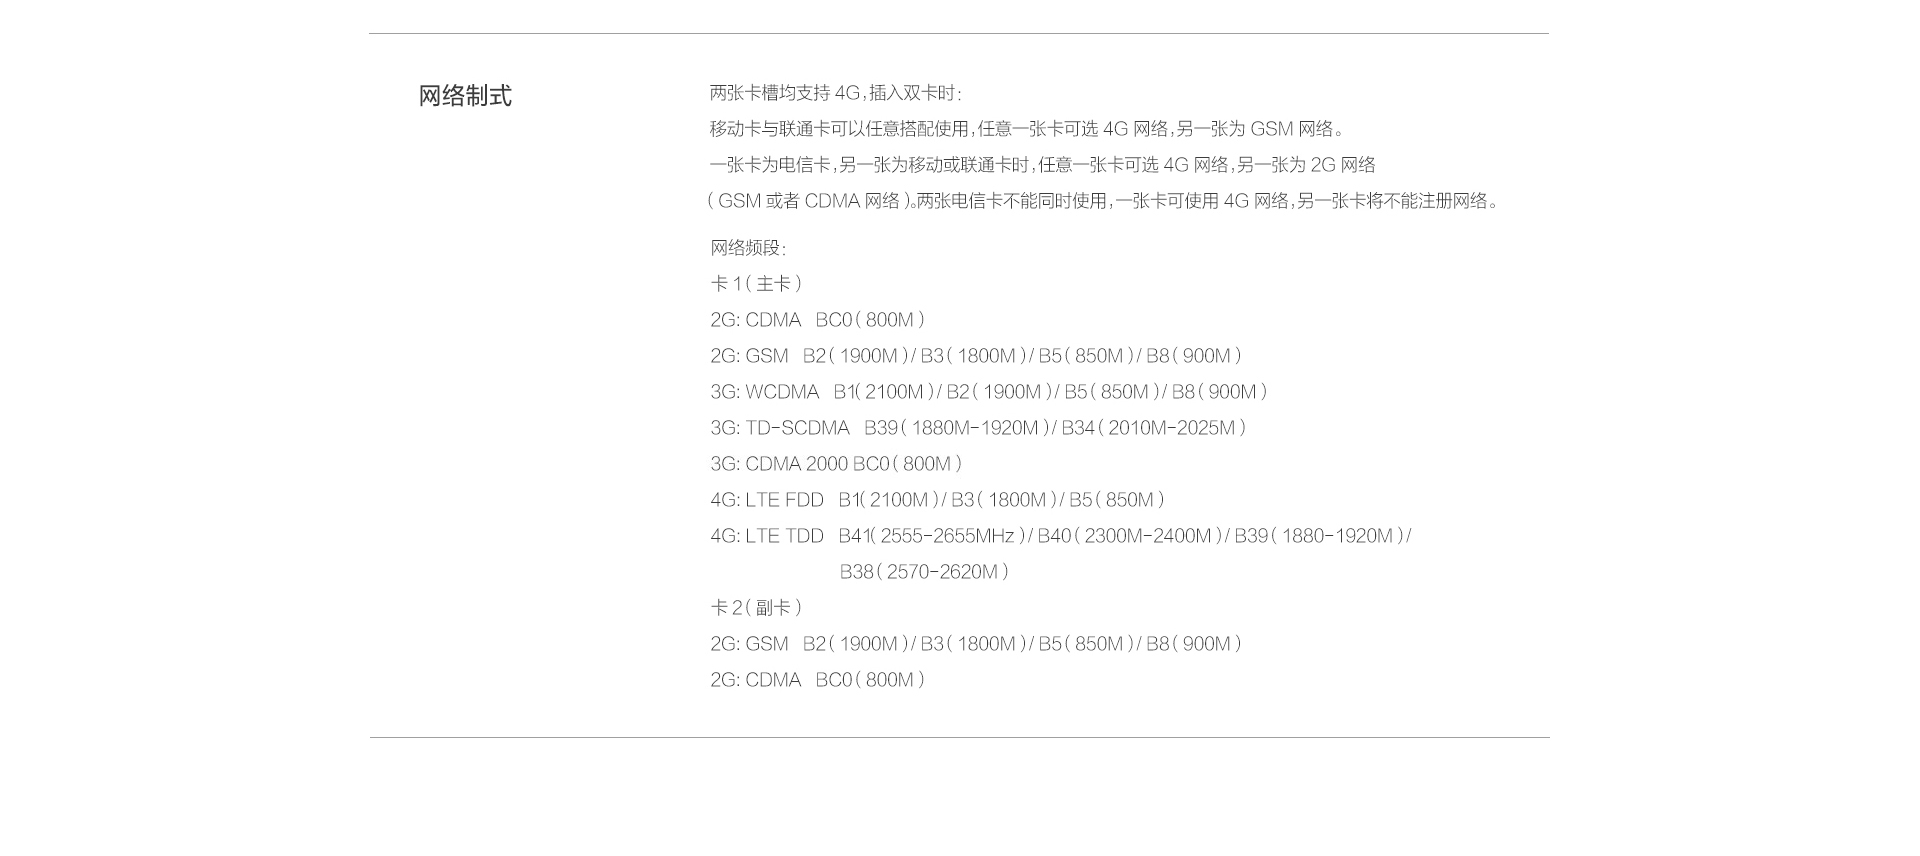 网络制式
两张卡槽均支持 4G,插入双卡时:
移动卡与联通卡可以任意搭配使用,任意一张卡可选 4G 网络,另一张为 GSM 网络。
一张卡为电信卡,另一张为移动或联通卡时,任意一张卡可选 4G 网络,另一张为 2G 网络
( GSM 或者 CDMA 网络 )。两张电信卡不能同时使用,一张卡可使用 4G 网络,另一张卡将不能注册网络。
网络频段:
卡 1 ( 主卡 )
2G: CDMA BC0 ( 800M )
2G: GSM B2 ( 1900M ) / B3 ( 1800M ) / B5 ( 850M ) / B8 ( 900M )
3G: WCDMA B1( 2100M ) / B2 ( 1900M ) / B5 ( 850M ) / B8 ( 900M )
3G: TD-SCDMA B39 ( 1880M-1920M ) / B34 ( 2010M-2025M )
3G: CDMA 2000 BC0 ( 800M )
4G: LTE FDD B1( 2100M ) / B3 ( 1800M ) / B5 ( 850M )
4G: LTE TDD B41( 2555-2655MHz ) / B40 ( 2300M-2400M ) / B39 ( 1880-1920M ) /
B38 ( 2570-2620M )
卡 2 ( 副卡 )
2G: GSM B2 ( 1900M ) / B3 ( 1800M ) / B5 ( 850M ) / B8 ( 900M )
2G: CDMA BC0 ( 800M )